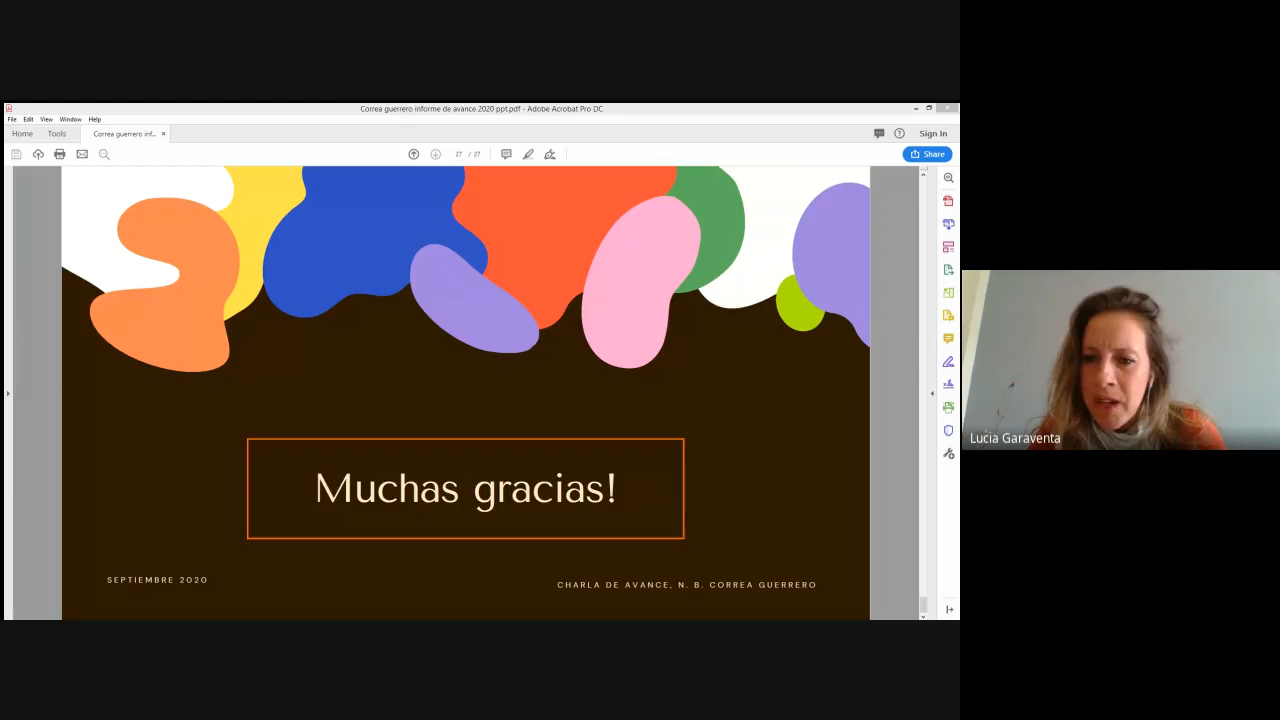 Correa guerrero informe de avance 2020 ppt.pdf - Adobe Acrobat Pro DC
File Edit View Window Help
Home Tools Correa guerrero inf... × Sign In
27 / 27 Share
Muchas gracias!
SEPTIEMBRE 2020
CHARLA DE AVANCE, N. B. CORREA GUERRERO
Lucia Garaventa